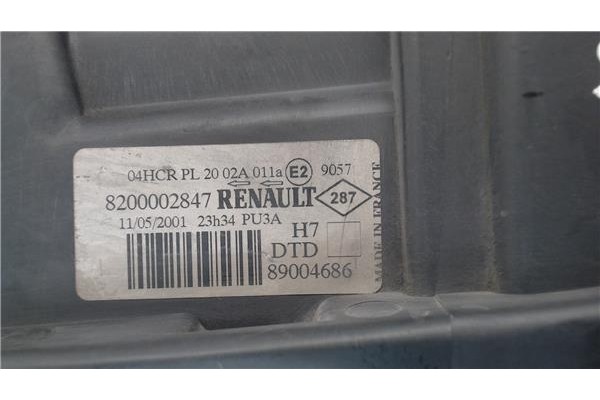 04HCR PL 20 02A 011a E2 9057
8200002847 RENAULT 287
11/05/2001 23h34 PU3A
H7
DTD
89004686
MADE IN FRANCE